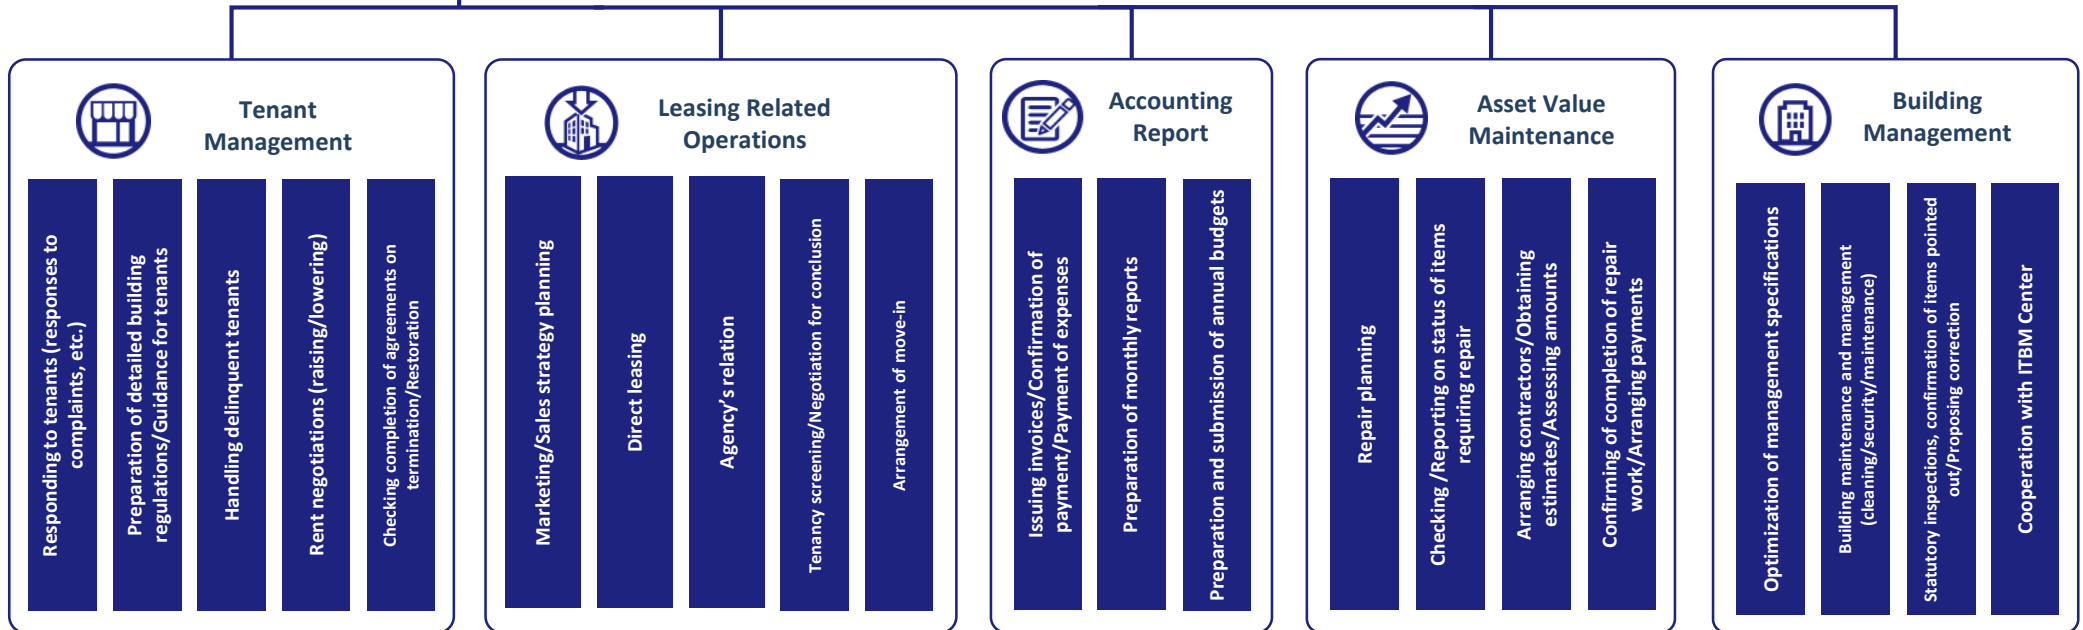 Tenant
Management
Responding to tenants (responses to
complaints, etc.)
Preparation of detailed building
regulations/Guidance for tenants
Handling delinquent tenants
Rent negotiations (raising/lowering)
Checking completion of agreements on
termination/Restoration
Leasing Related
Operations
Marketing/Sales strategy planning
Direct leasing
Agency’s relation
Tenancy screening/Negotiation for conclusion
Arrangement of move-in
Accounting
Report
Issuing invoices/Confirmation of
payment/Payment of expenses
Preparation of monthly reports
Preparation and submission of annual budgets
Asset Value
Maintenance
Repair planning
Checking /Reporting on status of items
requiring repair
Arranging contractors/Obtaining
estimates/Assessing amounts
Confirming of completion of repair
work/Arranging payments
Building
Management
Optimization of management specifications
Building maintenance and management
(cleaning/security/maintenance)
Statutory inspections, confirmation of items pointed
out/Proposing correction
Cooperation with ITBM Center